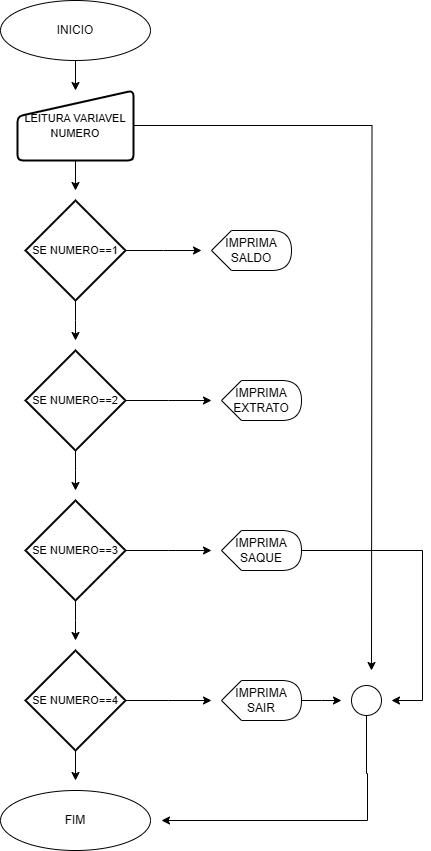 INICIO
LEITURA VARIAVEL
NUMERO
SE NUMERO==1
IMPRIMA
SALDO
SE NUMERO==2
IMPRIMA
EXTRATO
SE NUMERO==3
IMPRIMA
SAQUE
SE NUMERO==4
IMPRIMA
SAIR
FIM